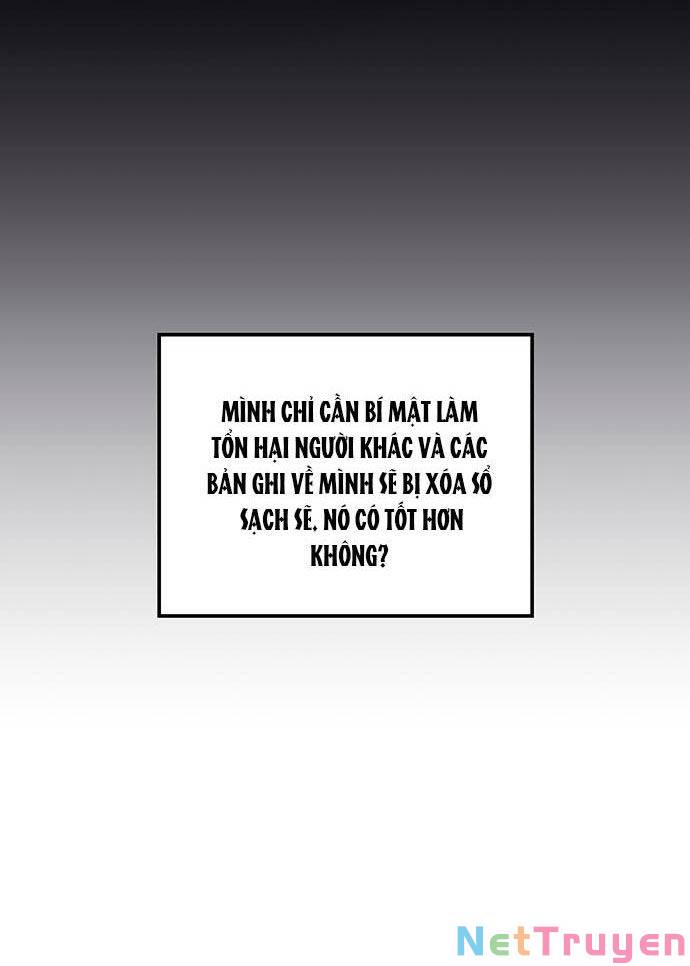 MÌNH CHỈ CẦN BÍ MẬT LÀM
TỔN HẠI NGƯỜI KHÁC VÀ CÁC
BẢN GHI VỀ MÌNH SẼ BỊ XÓA SỔ
SẠCH SẼ. NÓ CÓ TỐT HƠN
KHÔNG?
NetTruyen